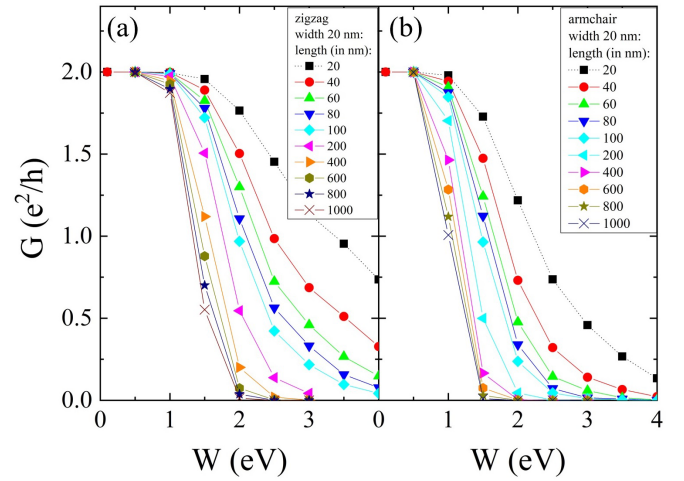 (a)
zigzag
width 20 nm:
length (in nm):
20
40
60
80
100
200
400
600
800
1000
(b)
armchair
width 20 nm:
length (in nm):
20
40
60
80
100
200
400
600
800
1000
G (e²/h)
2.0
1.5
1.0
0.5
0.0
0 1 2 3 0 1 2 3 4
W (eV) W (eV)